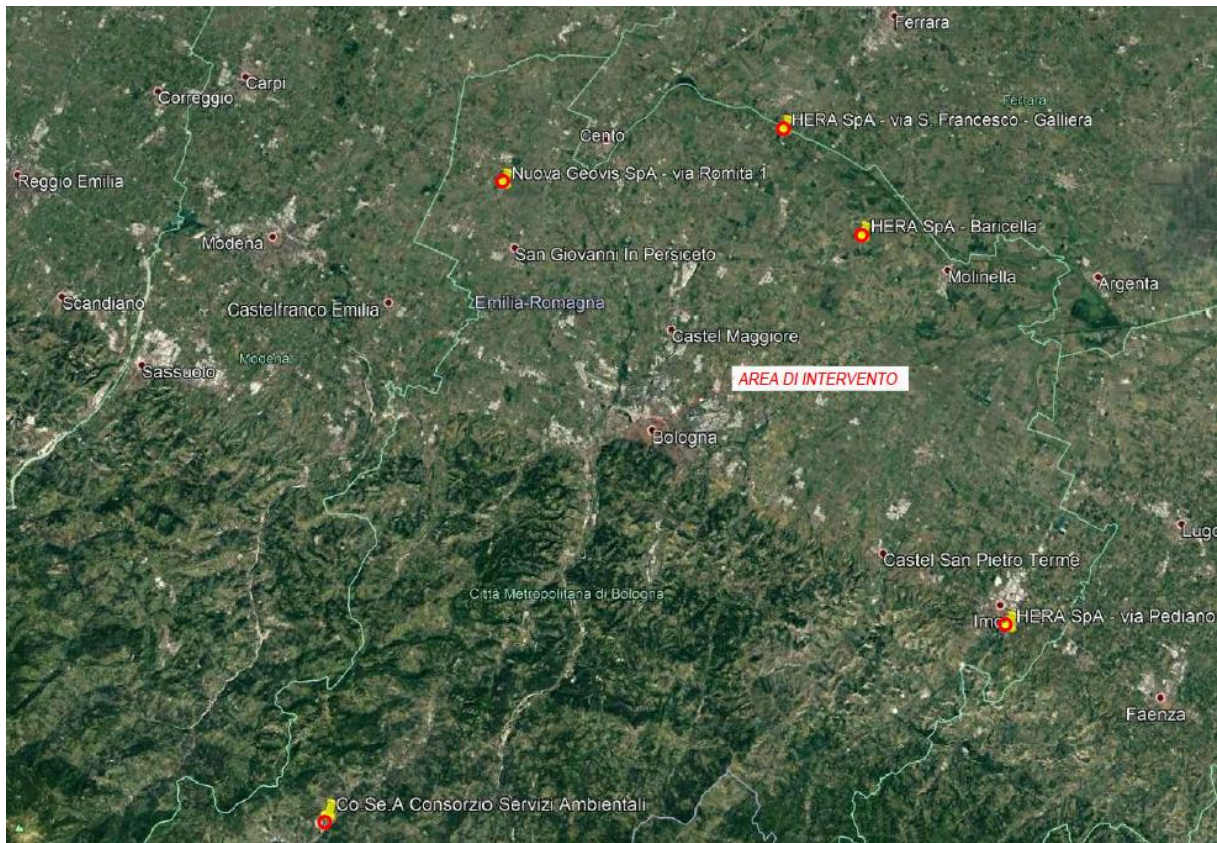 Ferrara
Carpi
Correggio
Ferrara
HERA SpA - via S. Francesco - Galliera
Cento
Nuova Geovis SpA - via Romita 1
Reggio Emilia
HERA SpA - Baricella
Modena
San Giovanni In Persiceto
Molinella
Argenta
Scandiano
Castelfranco Emilia
Emilia-Romagna
Castel Maggiore
Modena
Sassuolo
AREA DI INTERVENTO
Bologna
Lugo
Castel San Pietro Terme
Città Metropolitana di Bologna
HERA SpA - via Pediano
Faenza
Co.Se.A Consorzio Servizi Ambientali